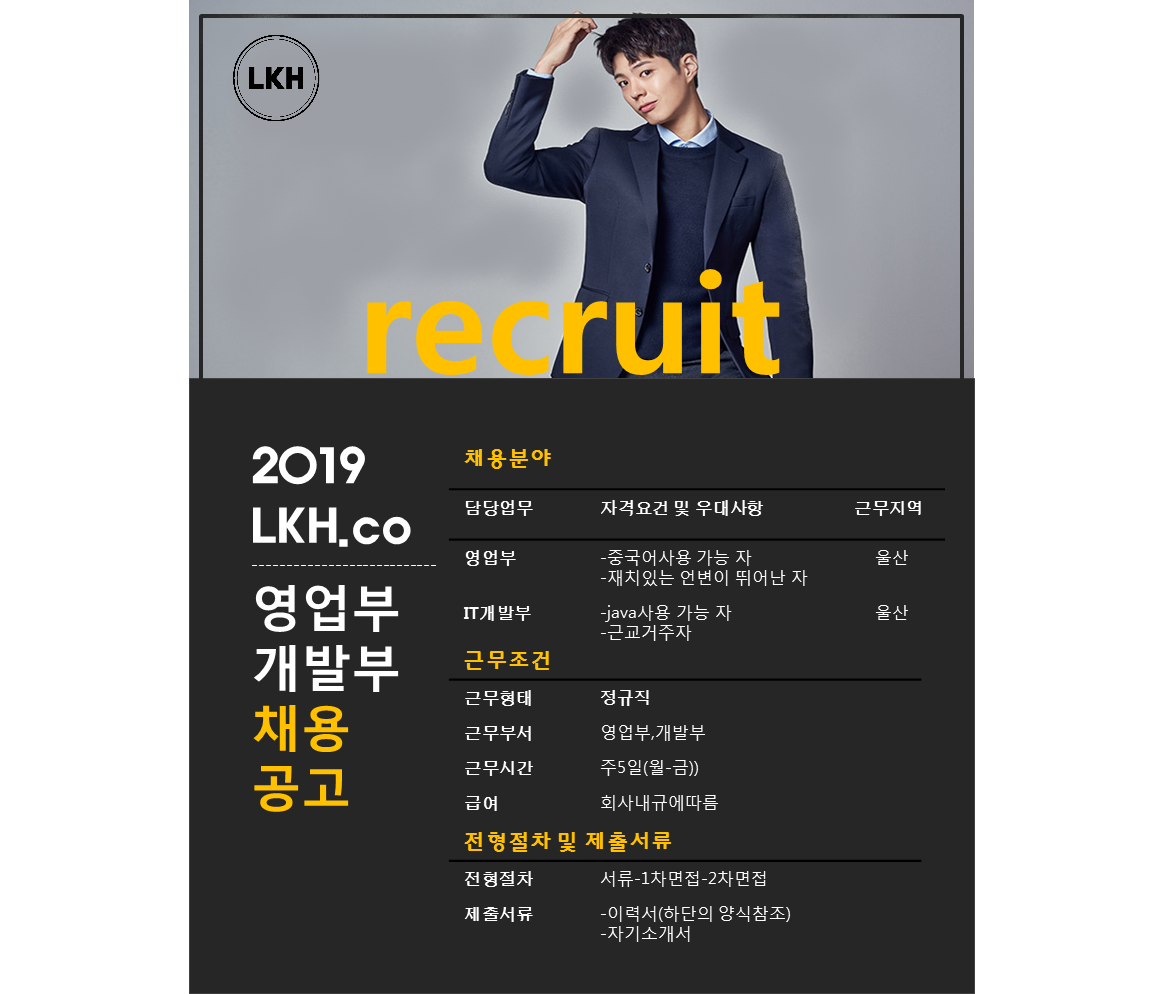 LKH
recruit
2019
LKH.co
영업부
개발부
채용
공고
채용분야
담당업무 자격요건 및 우대사항 근무지역
영업부 -중국어사용 가능 자 울산
-재치있는 언변이 뛰어난 자
IT개발부 -java사용 가능 자 울산
-근교거주자
근무조건
근무형태 정규직
근무부서 영업부,개발부
근무시간 주5일(월-금))
급여 회사내규에따름
전형절차 및 제출서류
전형절차 서류-1차면접-2차면접
제출서류 -이력서(하단의 양식참조)
-자기소개서